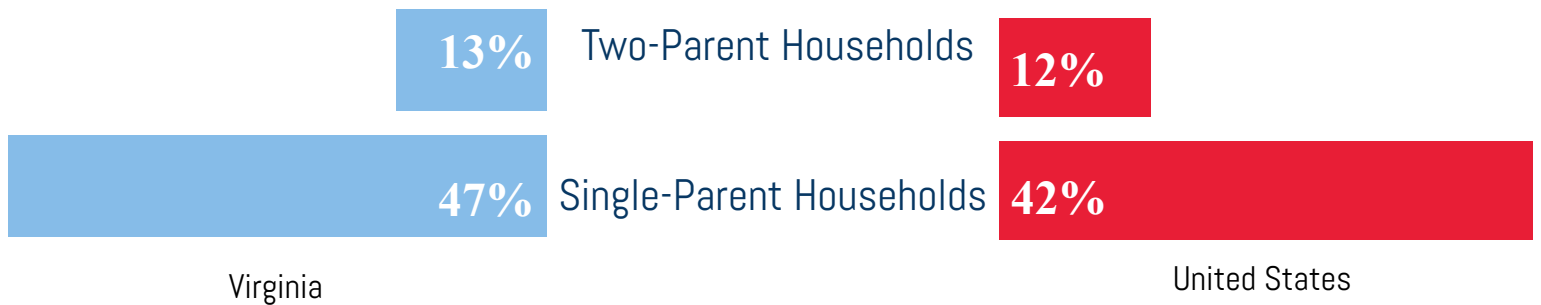 13% Two-Parent Households 12%
47% Single-Parent Households 42%
Virginia United States